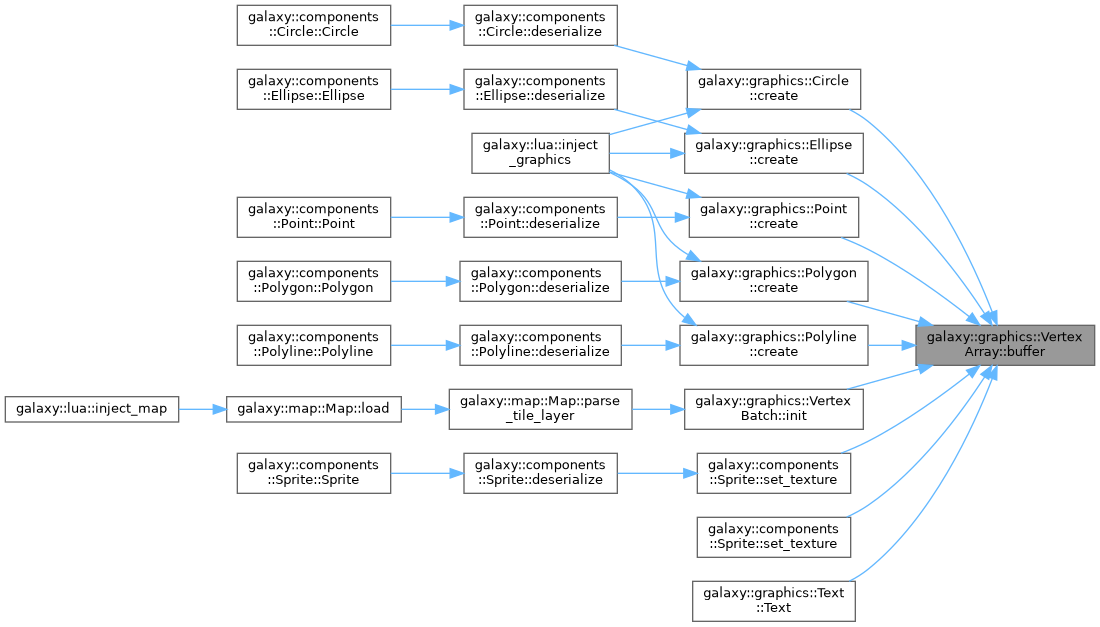 galaxy::components
::Circle::Circle
galaxy::components
::Circle::deserialize
galaxy::components
::Ellipse::Ellipse
galaxy::components
::Ellipse::deserialize
galaxy::graphics::Circle
::create
galaxy::lua::inject
_graphics
galaxy::graphics::Ellipse
::create
galaxy::components
::Point::Point
galaxy::components
::Point::deserialize
galaxy::graphics::Point
::create
galaxy::components
::Polygon::Polygon
galaxy::components
::Polygon::deserialize
galaxy::graphics::Polygon
::create
galaxy::components
::Polyline::Polyline
galaxy::components
::Polyline::deserialize
galaxy::graphics::Polyline
::create
galaxy::graphics::Vertex
Array::buffer
galaxy::lua::inject_map
galaxy::map::Map::load
galaxy::map::Map::parse
_tile_layer
galaxy::graphics::Vertex
Batch::init
galaxy::components
::Sprite::Sprite
galaxy::components
::Sprite::deserialize
galaxy::components
::Sprite::set_texture
galaxy::components
::Sprite::set_texture
galaxy::graphics::Text
::Text